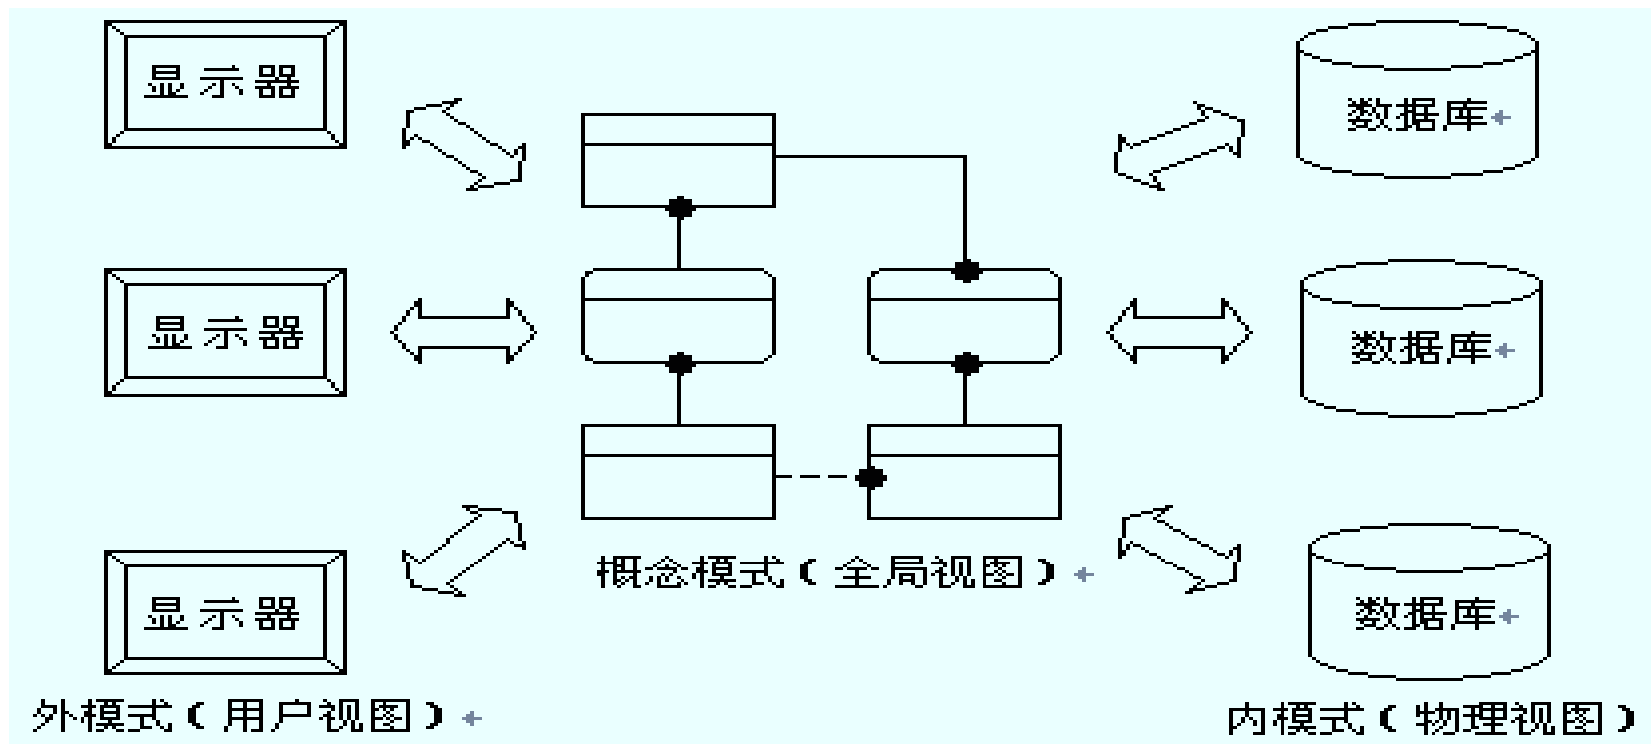 显示器
数据库
显示器
数据库
概念模式(全局视图)
显示器
数据库
外模式(用户视图)
内模式(物理视图)